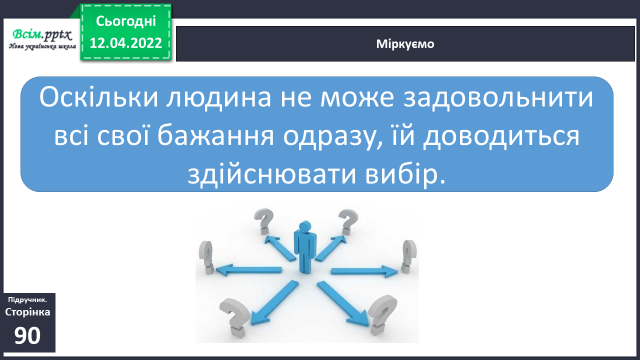 Всім.pptx
Нова українська школа
Сьогодні
12.04.2022
Міркуємо
Оскільки людина не може задовольнити
всі свої бажання одразу, їй доводиться
здійснювати вибір.
? ?
? ?
? ?
Підручник.
Сторінка
90